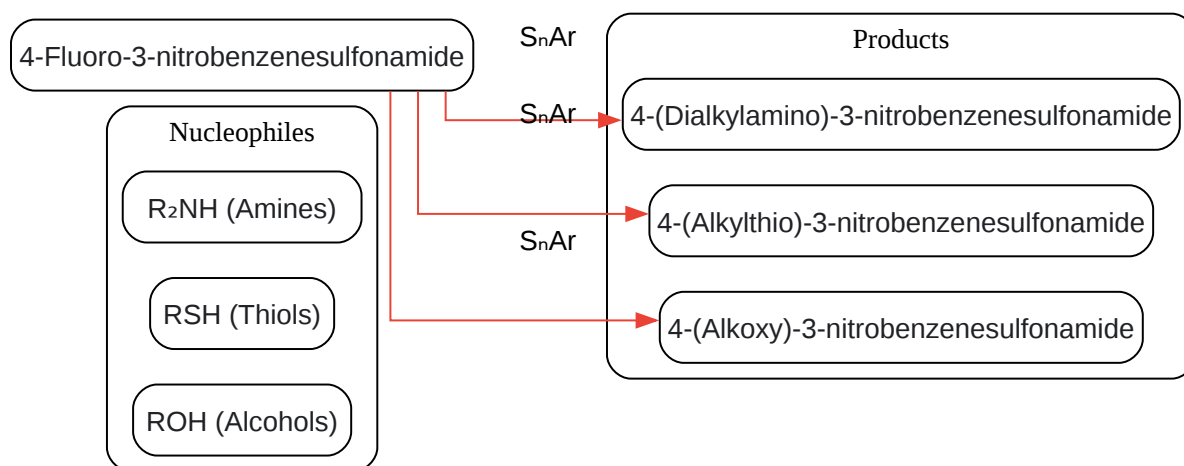 4-Fluoro-3-nitrobenzenesulfonamide
Nucleophiles
R₂NH (Amines)
RSH (Thiols)
ROH (Alcohols)
SₙAr
SₙAr
SₙAr
Products
4-(Dialkylamino)-3-nitrobenzenesulfonamide
4-(Alkylthio)-3-nitrobenzenesulfonamide
4-(Alkoxy)-3-nitrobenzenesulfonamide